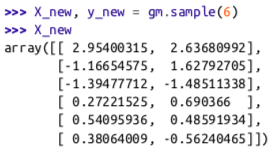 >>> X_new, y_new = gm.sample(6)
>>> X_new
array([[ 2.95400315, 2.63680992],
[-1.16654575, 1.62792705],
[-1.39477712, -1.48511338],
[ 0.27221525, 0.690366 ],
[ 0.54095936, 0.48591934],
[ 0.38064009, -0.56240465]])